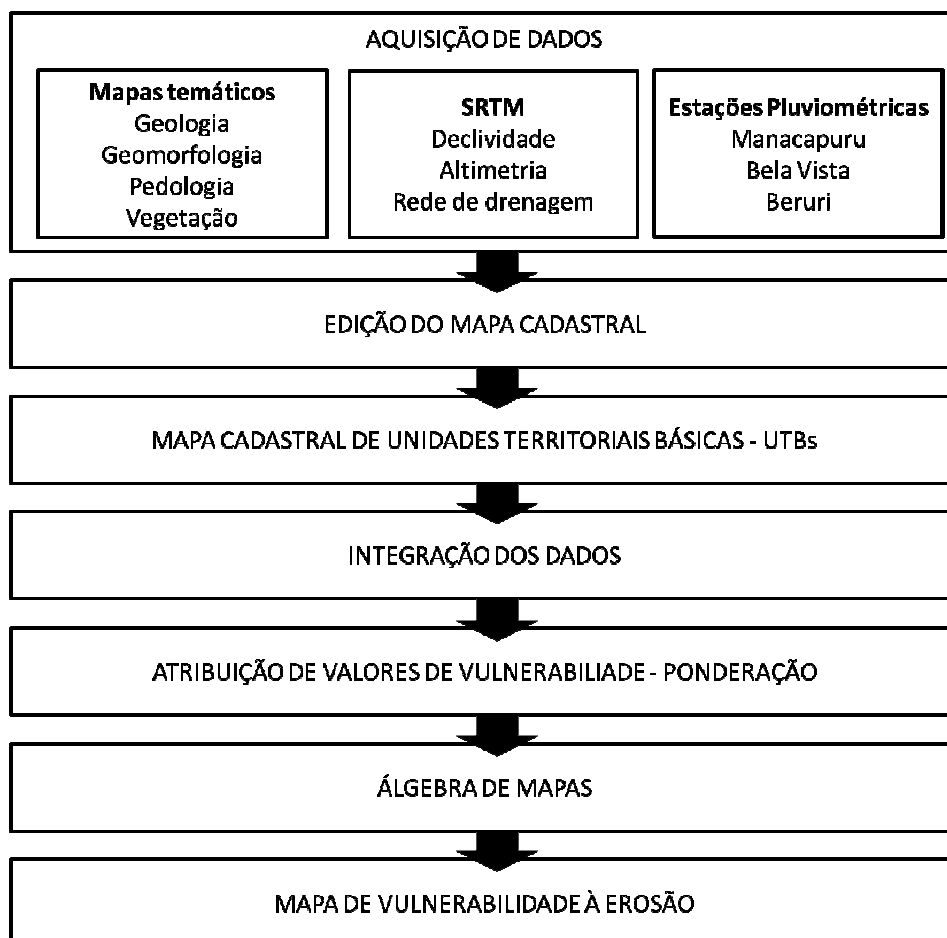 AQUISIÇÃO DE DADOS
Mapas temáticos
Geologia
Geomorfologia
Pedologia
Vegetação
SRTM
Declividade
Altimetria
Rede de drenagem
Estações Pluviométricas
Manacapuru
Bela Vista
Beruri
EDIÇÃO DO MAPA CADASTRAL
MAPA CADASTRAL DE UNIDADES TERRITORIAIS BÁSICAS - UTBs
INTEGRAÇÃO DOS DADOS
ATRIBUIÇÃO DE VALORES DE VULNERABILIADE - PONDERAÇÃO
ÁLGEBRA DE MAPAS
MAPA DE VULNERABILIDADE À EROSÃO